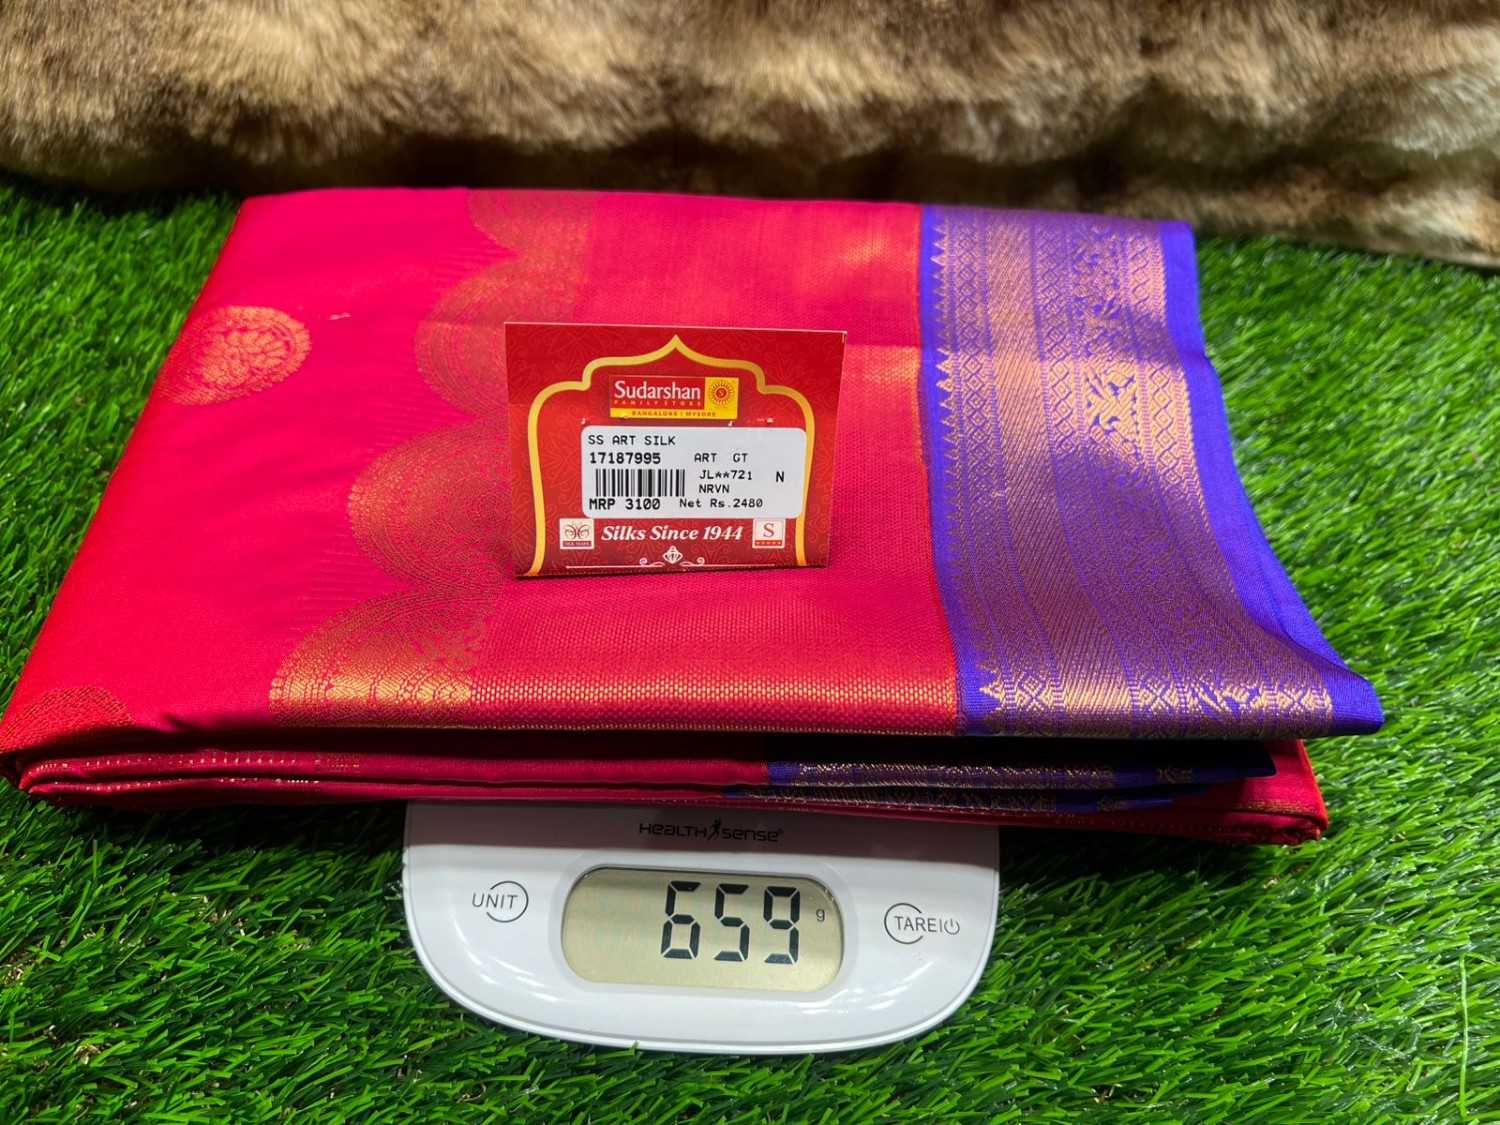 Sudarshan
FAMILY STORE
BANGALORE | MYSORE
SS ART SILK
17187995 ART GT
JL**721 N
NRVN
MRP 3100 Net Rs.2480
Silks Since 1944
S
HEALTH SENSE
UNIT
659 g
TARE